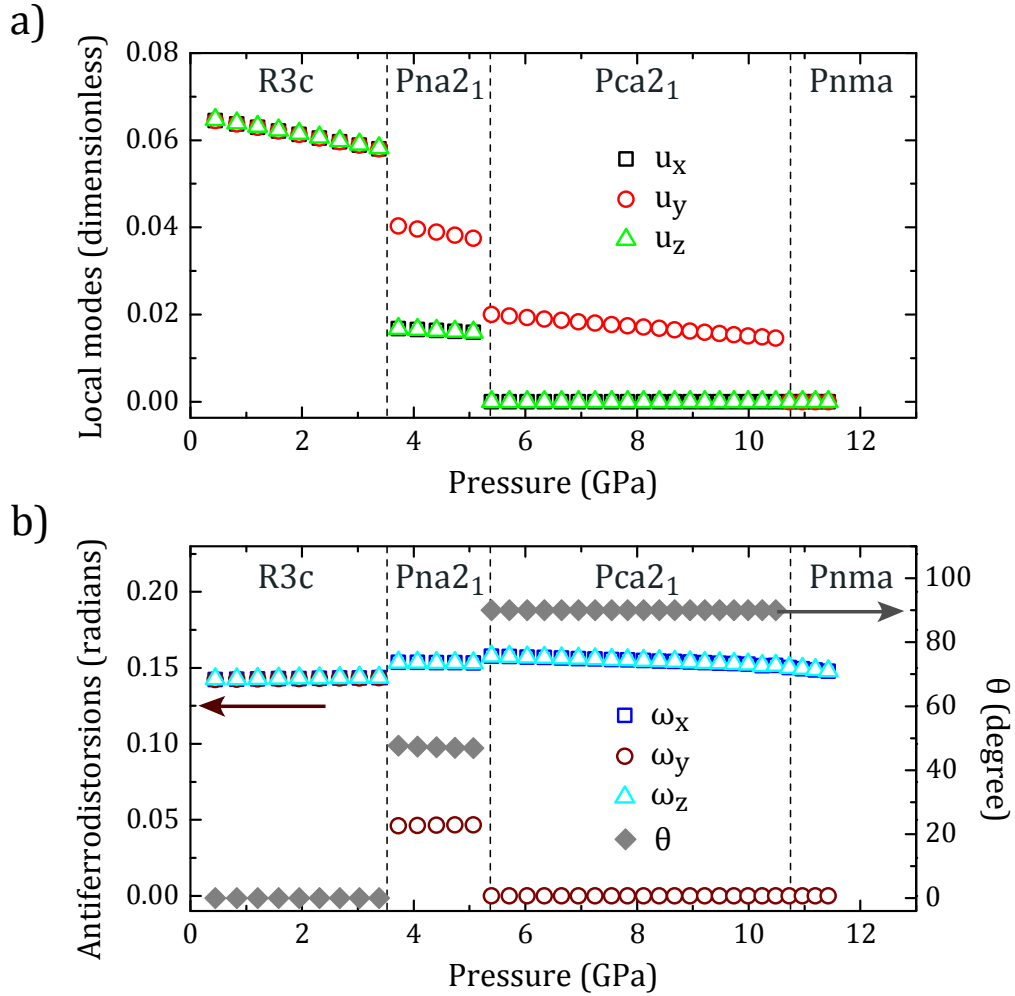 a)
Local modes (dimensionless)
0.08
0.06
0.04
0.02
0.00
R3c
Pna2₁
Pca2₁
Pnma
u_x
u_y
u_z
0 2 4 6 8 10 12
Pressure (GPa)
b)
Antiferrodistorsions (radians)
0.20
0.15
0.10
0.05
0.00
R3c
Pna2₁
Pca2₁
Pnma
ω_x
ω_y
ω_z
θ
100
80
60
40
20
0
θ (degree)
0 2 4 6 8 10 12
Pressure (GPa)